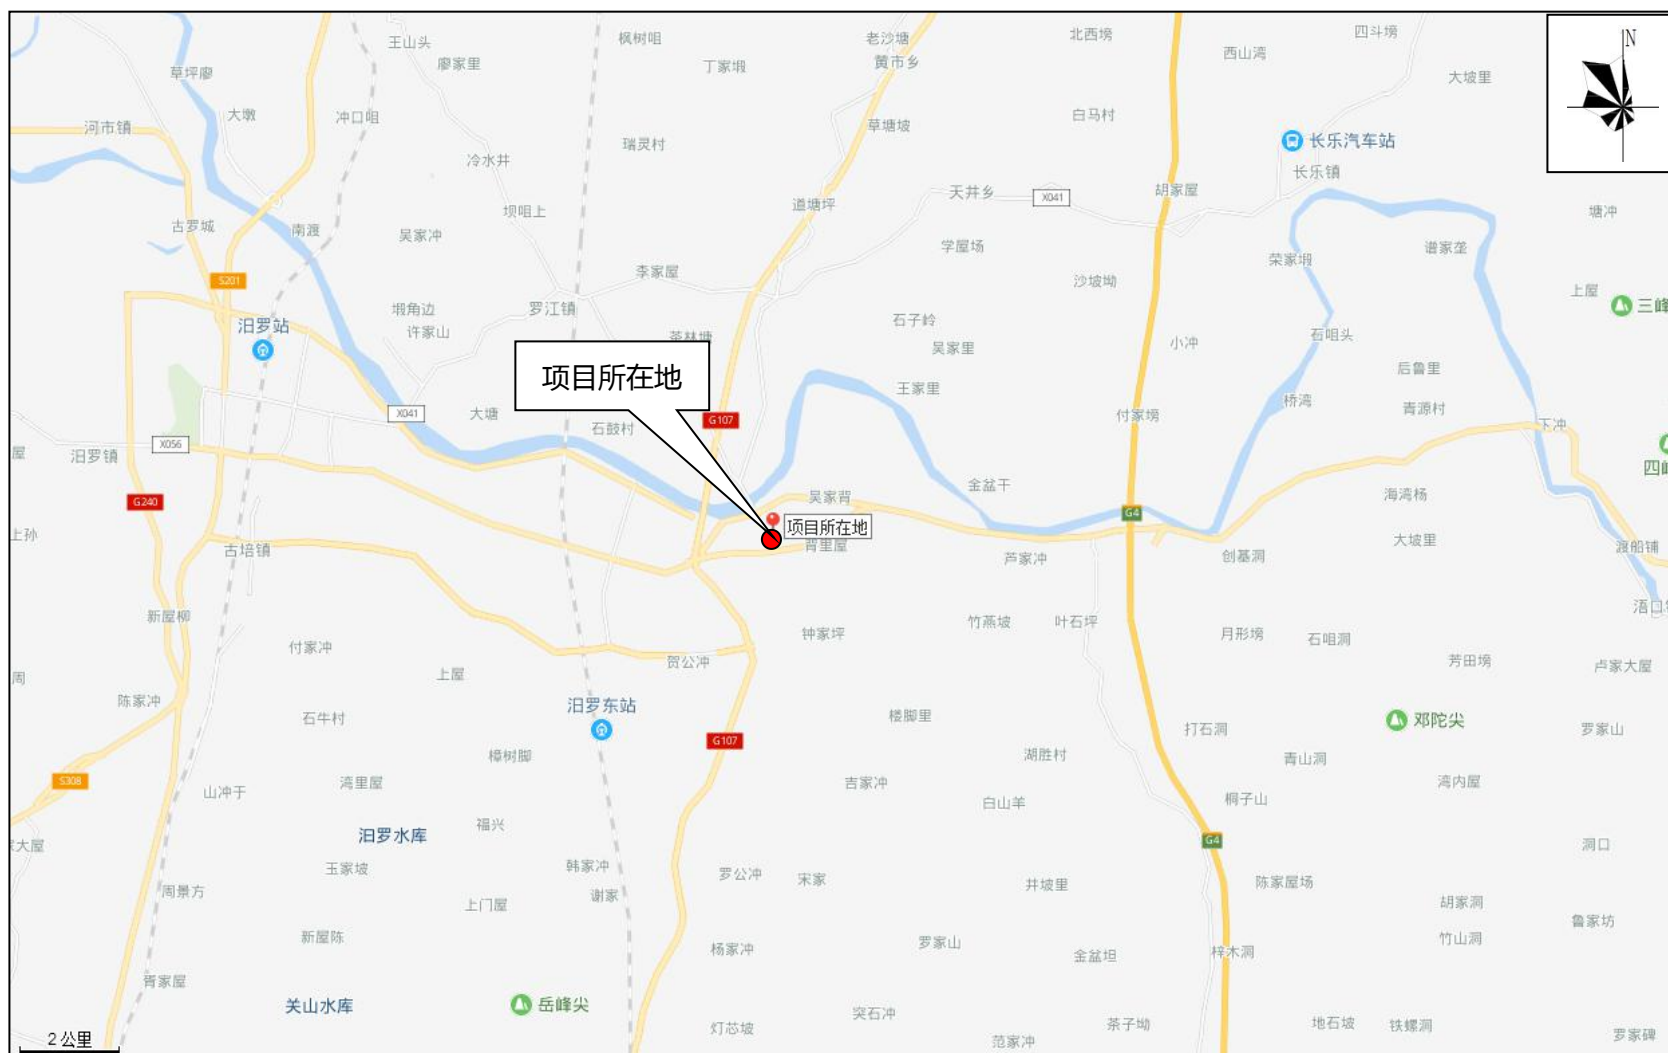 王山头
枫树咀
老沙塘
北西塝
四斗塝
N
廖家里
丁家塅
黄市乡
西山湾
草坪廖
大坡里
大墩
冲口咀
白马村
河市镇
草塘坡
瑞灵村
长乐汽车站
冷水井
长乐镇
胡家屋
天井乡
X041
道塘坪
坝咀上
塘冲
古罗城
南渡
吴家冲
学屋场
谱家垄
荣家塅
李家屋
S201
沙坡坳
上屋
三峰
塅角边
罗江镇
石子岭
汨罗站
许家山
茶林塘
石咀头
小冲
吴家里
后鲁里
项目所在地
王家里
桥湾
青源村
X041
大塘
付家塝
G107
下冲
石鼓村
X056
屋
汨罗镇
四峰
金盆干
海湾杨
吴家背
G240
G4
项目所在地
上孙
大坡里
背里屋
渡船铺
古培镇
芦家冲
创基洞
浯口
新屋柳
竹燕坡
叶石坪
钟家坪
月形塝
石咀洞
付家冲
贺公冲
芳田塝
卢家大屋
上屋
周
陈家冲
汨罗东站
石牛村
楼脚里
邓陀尖
打石洞
罗家山
G107
樟树脚
湖胜村
青山洞
S308
湾里屋
吉家冲
湾内屋
山冲于
白山羊
桐子山
福兴
汨罗水库
G4
家大屋
洞口
玉家坡
韩家冲
罗公冲
宋家
井坡里
陈家屋场
周景方
谢家
上门屋
胡家洞
鲁家坊
新屋陈
杨家冲
罗家山
竹山洞
金盆坦
梓木洞
胥家屋
关山水库
岳峰尖
突石冲
灯芯坡
茶子坳
地石坡
铁螺洞
2 公里
范家冲
罗家碑